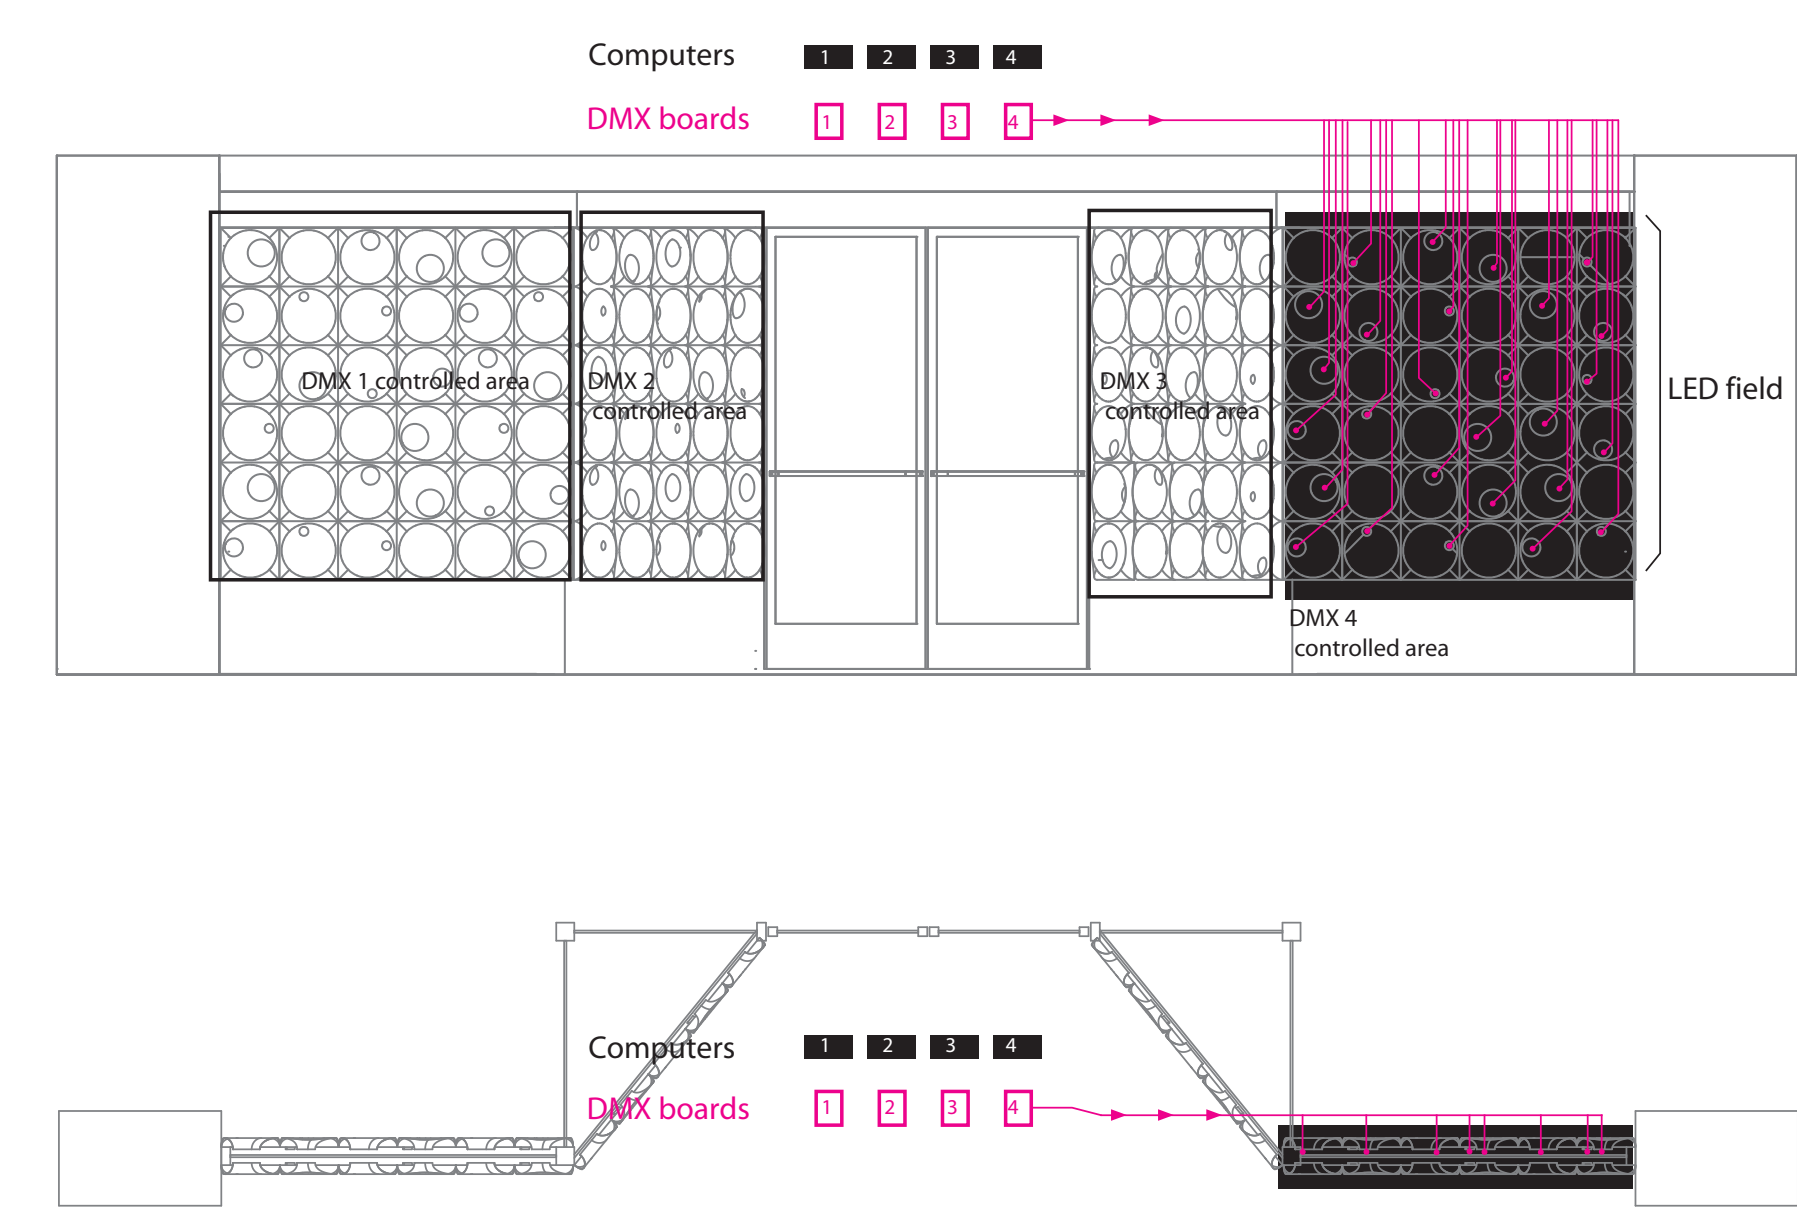 Computers 1 2 3 4
DMX boards 1 2 3 4
DMX 1 controlled area
DMX 2
controlled area
DMX 3
controlled area
LED field
DMX 4
controlled area
Computers 1 2 3 4
DMX boards 1 2 3 4